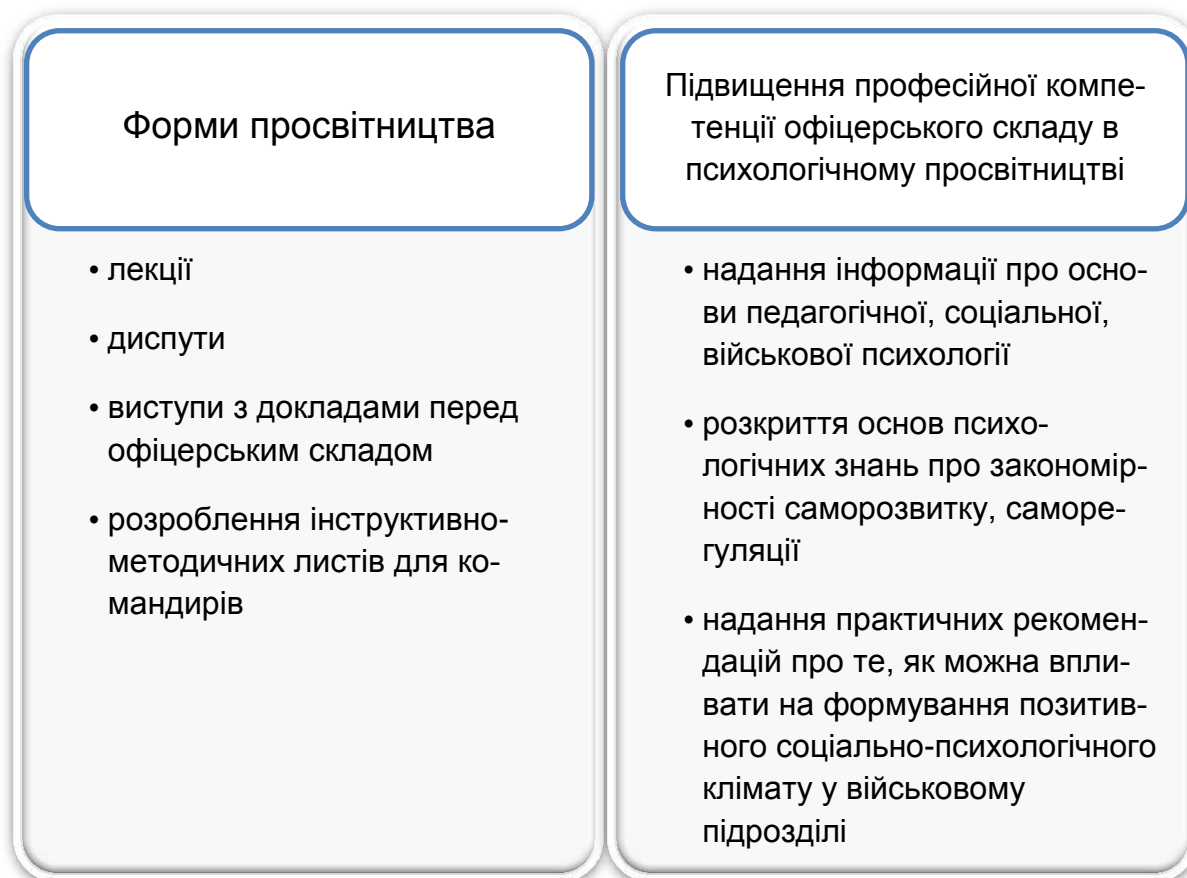 Форми просвітництва
• лекції
• диспути
• виступи з докладами перед
офіцерським складом
• розроблення інструктивно-
методичних листів для ко-
мандирів
Підвищення професійної компе-
тенції офіцерського складу в
психологічному просвітництві
• надання інформації про осно-
ви педагогічної, соціальної,
військової психології
• розкриття основ психо-
логічних знань про закономір-
ності саморозвитку, саморе-
гуляції
• надання практичних рекомен-
дацій про те, як можна впли-
вати на формування позитив-
ного соціально-психологічного
клімату у військовому
підрозділі